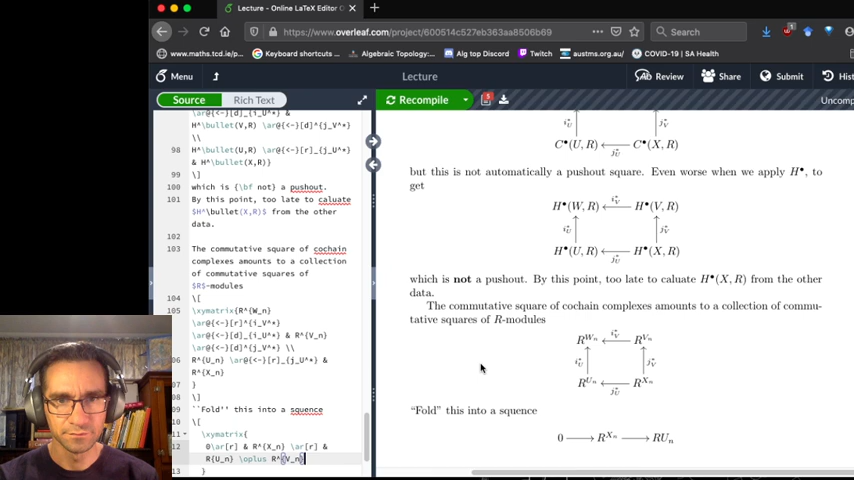 Lecture - Online LaTeX Editor O
https://www.overleaf.com/project/600514c527eb363aa8506b69
Search
www.maths.tcd.ie/p
Keyboard shortcuts ...
Algebraic Topology:...
Alg top Discord
Twitch
austms.org.au/
COVID-19 | SA Health
Menu
Lecture
Review
Share
Submit
Source
Rich Text
Recompile
Uncomp
\ar@{<-}[d]_{i_U^*} &
H^\bullet(V,R) \ar@{<-}[d]^{j_V^*}
\\
98 H^\bullet(U,R) \ar@{<-}[r]_{j_U^*}
& H^\bullet(X,R)}
99 \]
100 which is {\bf not} a pushout.
101 By this point, too late to caluate
$H^\bullet(X,R)$ from the other
data.
102
103 The commutative square of cochain
complexes amounts to a collection
of commutative squares of
$R$-modules
104 \[
105 \xymatrix{R^{W_n}
\ar@{<-}[r]^{i_V^*}
\ar@{<-}[d]_{i_U^*} & R^{V_n}
\ar@{<-}[d]^{j_V^*} \\
R^{U_n} \ar@{<-}[r]_{j_U^*} &
R^{X_n}
}
\]
``Fold'' this into a squence
\[
\xymatrix{
0\ar[r] & R^{X_n} \ar[r] &
R{U_n} \oplus R^{V_n}
}
i*U j*V
C•(U, R) ← j*U C•(X, R)
but this is not automatically a pushout square. Even worse when we apply H•, to
get
H•(W, R) ← i*V H•(V, R)
i*U j*V
H•(U, R) ← j*U H•(X, R)
which is not a pushout. By this point, too late to caluate H•(X, R) from the other
data.
The commutative square of cochain complexes amounts to a collection of commu-
tative squares of R-modules
R^{W_n} ← i*V R^{V_n}
i*U j*V
R^{U_n} ← j*U R^{X_n}
“Fold” this into a squence
0 → R^{X_n} → RU_n